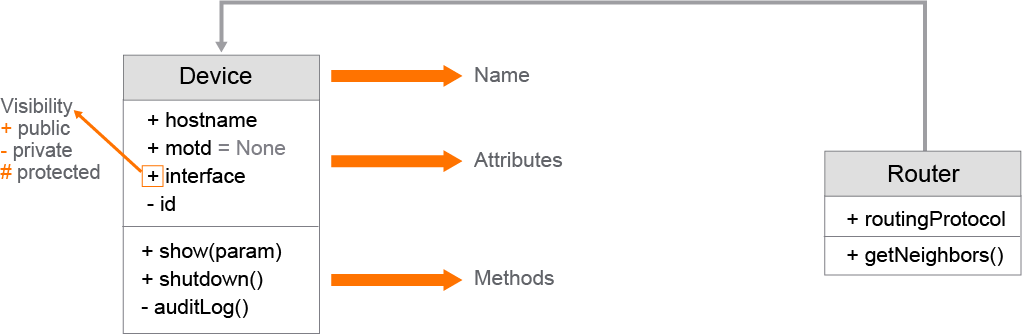 Device
Name
+ hostname
+ motd = None
+ interface
- id
Attributes
Visibility
+ public
- private
# protected
+ show(param)
+ shutdown()
- auditLog()
Methods
Router
+ routingProtocol
+ getNeighbors()